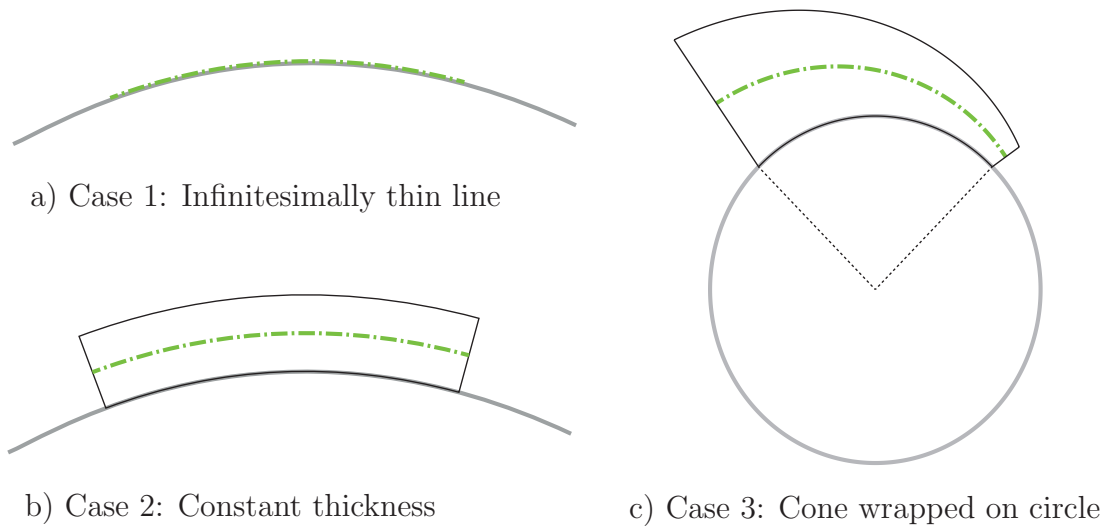 a) Case 1: Infinitesimally thin line
b) Case 2: Constant thickness
c) Case 3: Cone wrapped on circle